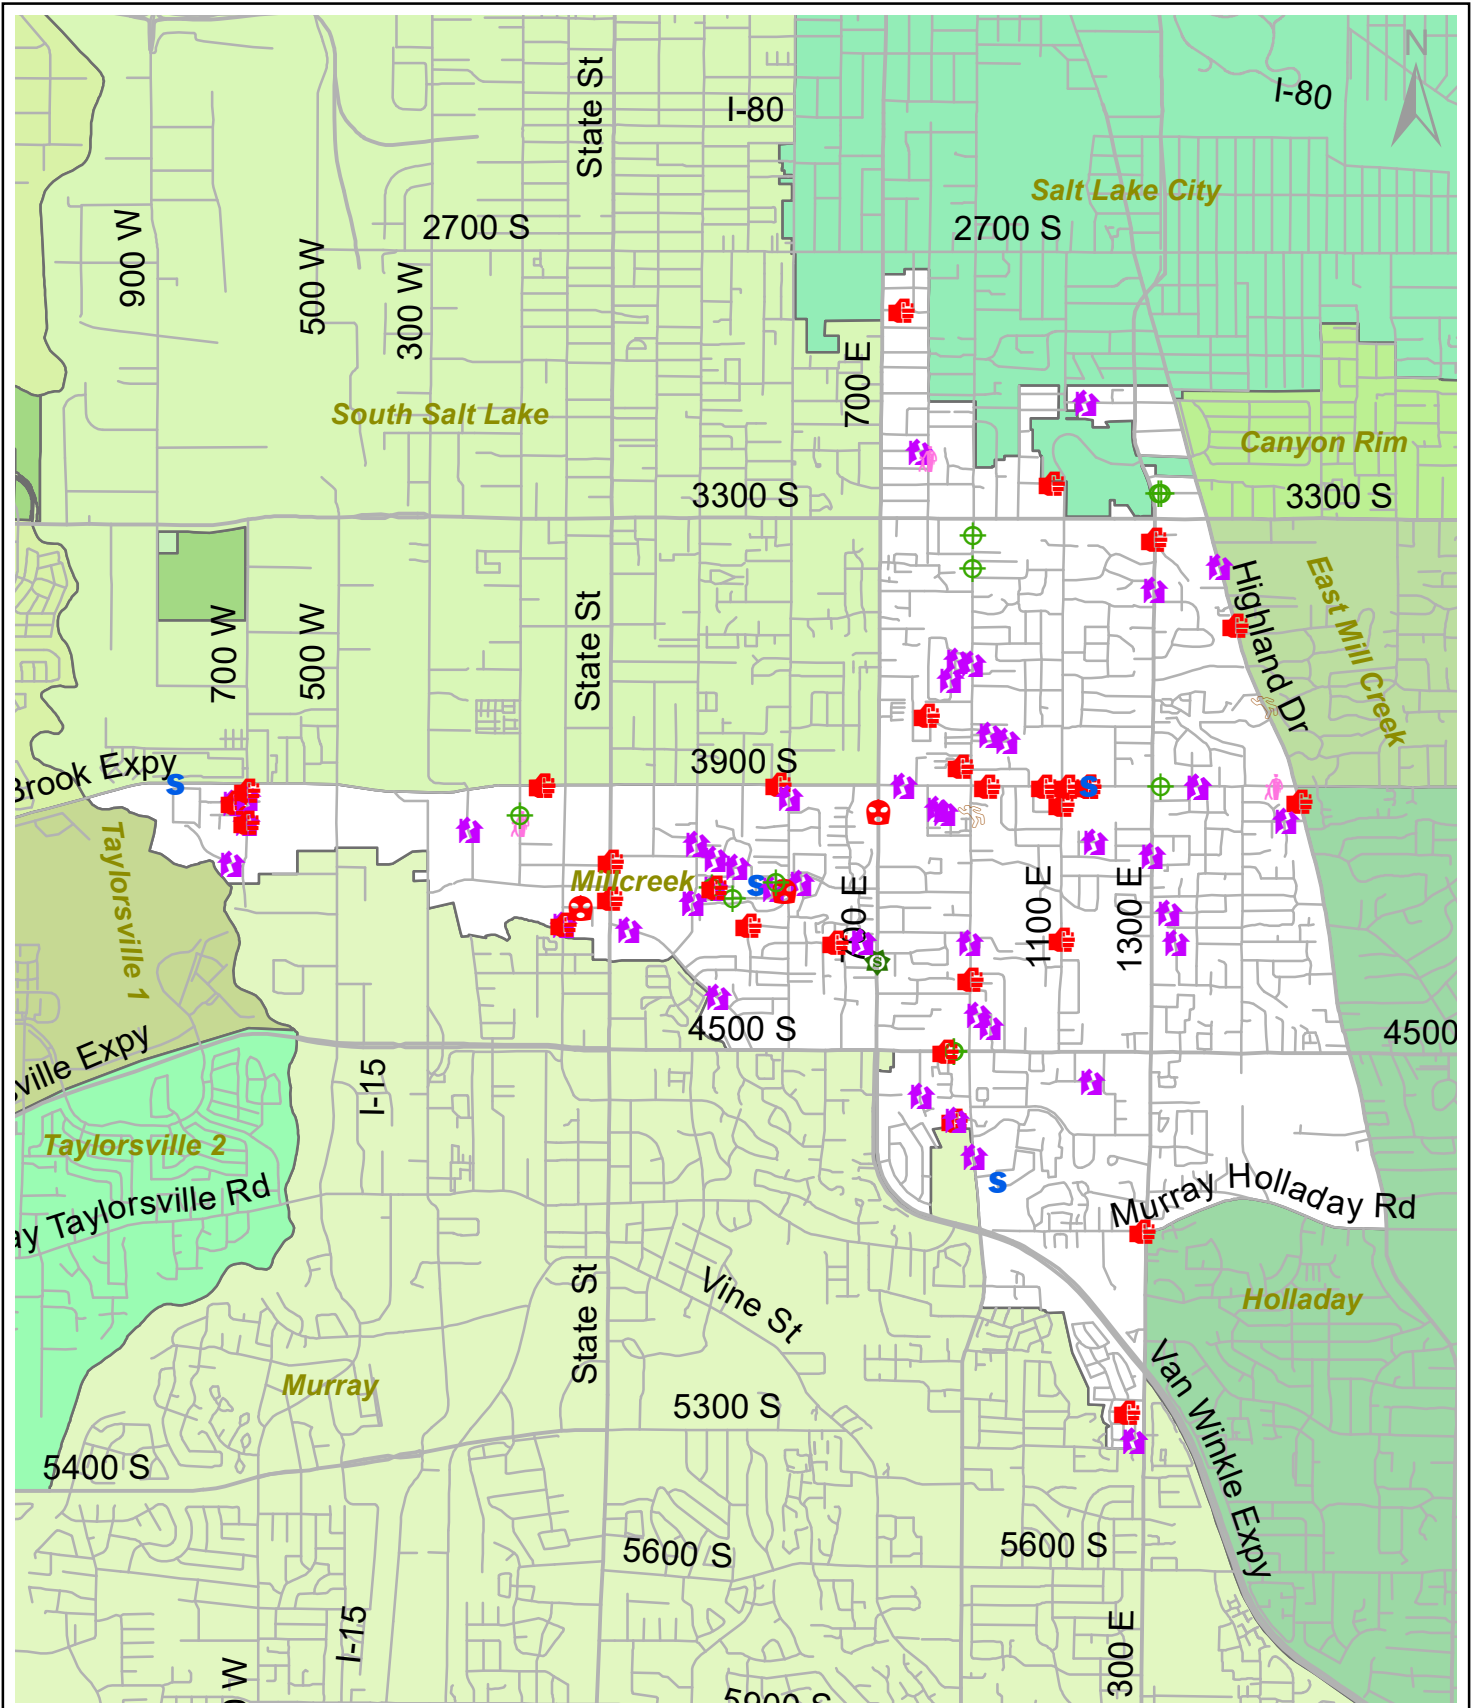 N
I-80
I-80
State St
Salt Lake City
900 W
2700 S
2700 S
500 W
300 W
700 E
South Salt Lake
Canyon Rim
3300 S
3300 S
East Mill Creek
Highland Dr
700 W
500 W
State St
3900 S
Brook Expy
S
S
Taylorsville 1
Millcreek
S
700 E
1100 E
1300 E
S
4500 S
4500
sville Expy
I-15
Taylorsville 2
S
ay Taylorsville Rd
Murray Holladay Rd
State St
Vine St
Holladay
Murray
Van Winkle Expy
5300 S
5400 S
5600 S
5600 S
I-15
300 E
0 W
5900 S